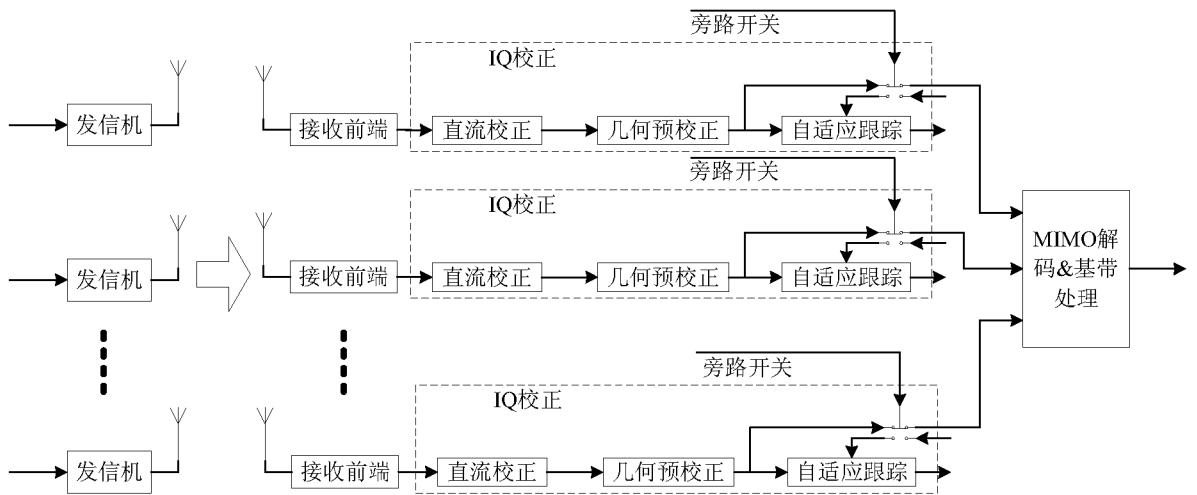 旁路开关
IQ校正
发信机
接收前端
直流校正
几何预校正
自适应跟踪
旁路开关
IQ校正
发信机
接收前端
直流校正
几何预校正
自适应跟踪
MIMO解
码&基带
处理
旁路开关
IQ校正
发信机
接收前端
直流校正
几何预校正
自适应跟踪